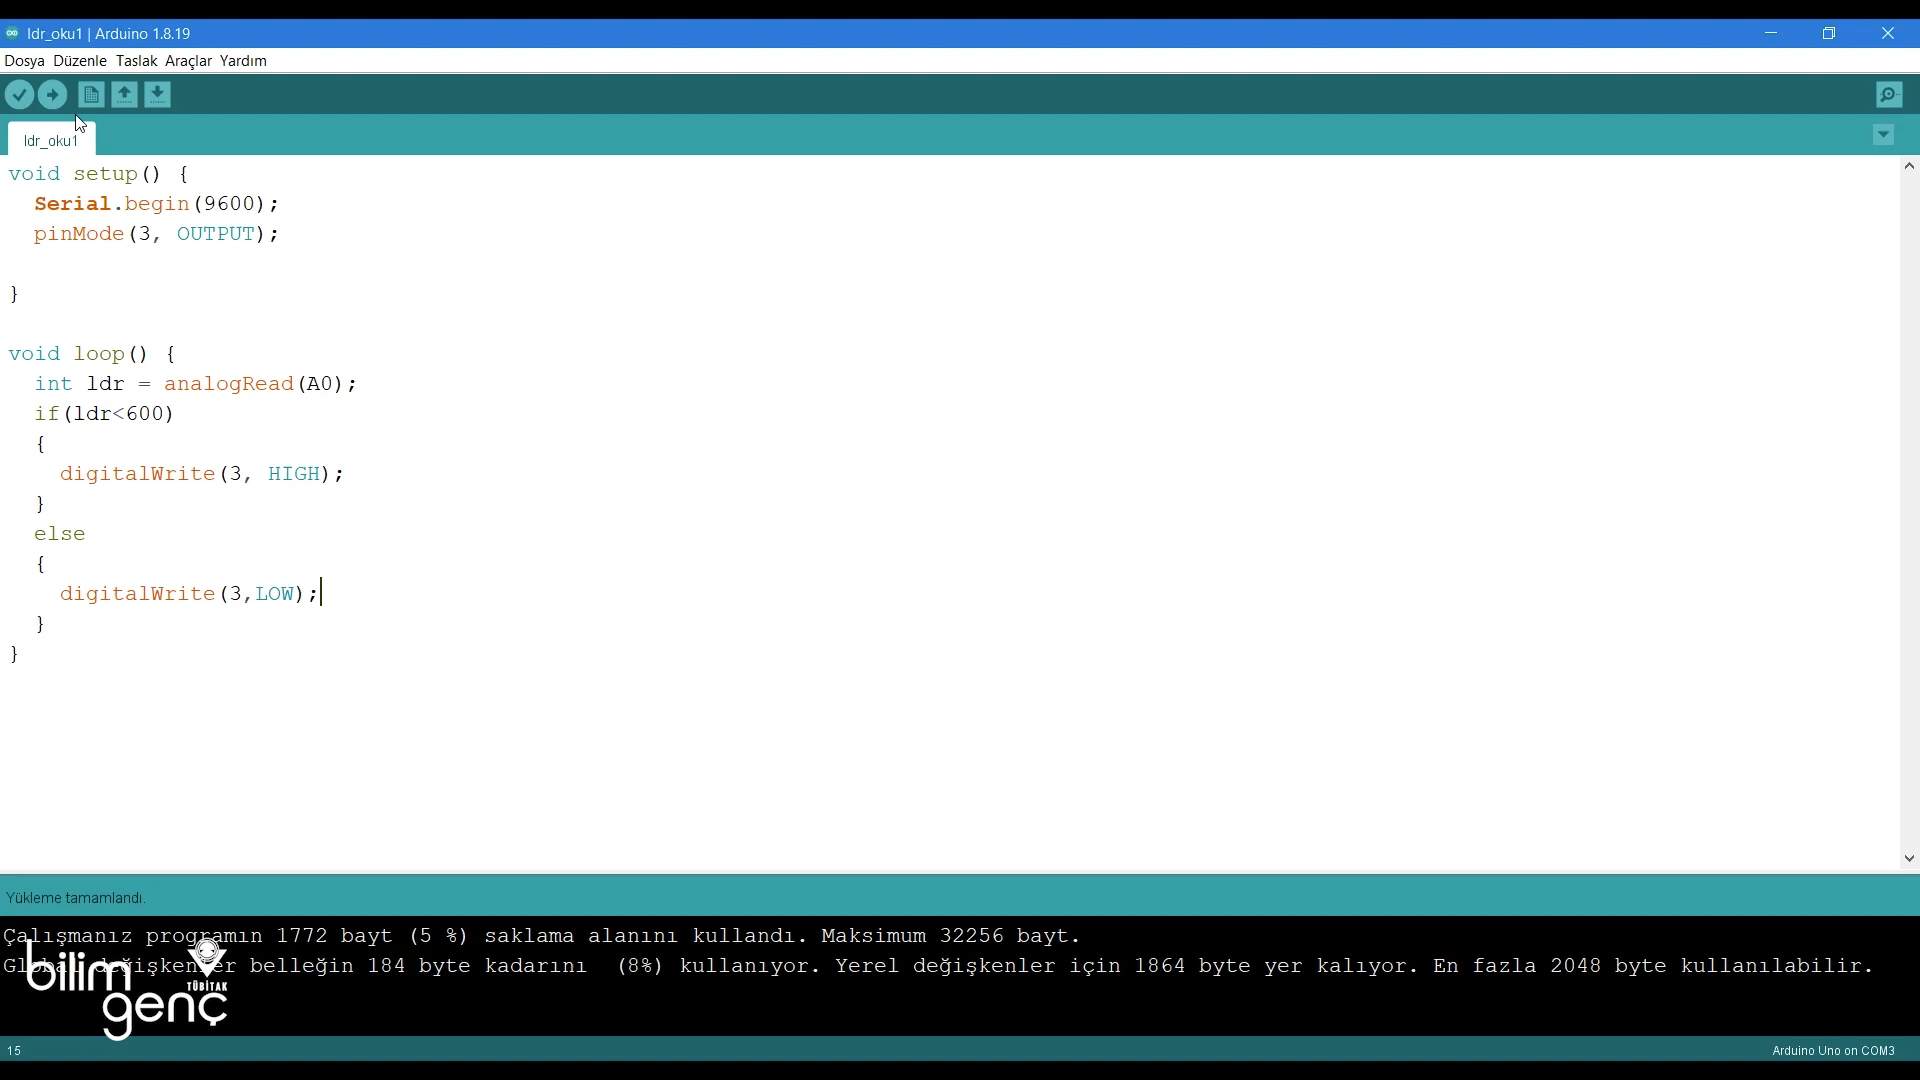 ldr_oku1 | Arduino 1.8.19
Dosya Düzenle Taslak Araçlar Yardım
ldr_oku1
void setup() {
  Serial.begin(9600);
  pinMode(3, OUTPUT);
}
void loop() {
  int ldr = analogRead(A0);
  if(ldr<600)
  {
    digitalWrite(3, HIGH);
  }
  else
  {
    digitalWrite(3,LOW);
  }
}
Yükleme tamamlandı.
Çalışmanız programın 1772 bayt (5 %) saklama alanını kullandı. Maksimum 32256 bayt.
Global değişkenler belleğin 184 byte kadarını  (8%) kullanıyor. Yerel değişkenler için 1864 byte yer kalıyor. En fazla 2048 byte kullanılabilir.
bilim
TÜBİTAK
genç
15
Arduino Uno on COM3